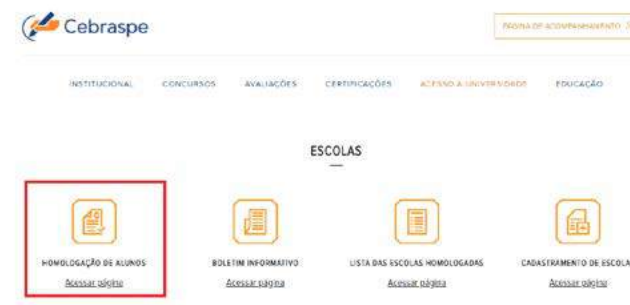 Cebraspe
PÁGINA DE ACOMPANHAMENTO
INSTITUCIONAL CONCURSOS AVALIAÇÕES CERTIFICAÇÕES ACESSO À UNIVERSIDADE EDUCAÇÃO
ESCOLAS
HOMOLOGAÇÃO DE ALUNOS BOLETIM INFORMATIVO LISTA DAS ESCOLAS HOMOLOGADAS CADASTRAMENTO DE ESCOLA
Acessar página Acessar página Acessar página Acessar página